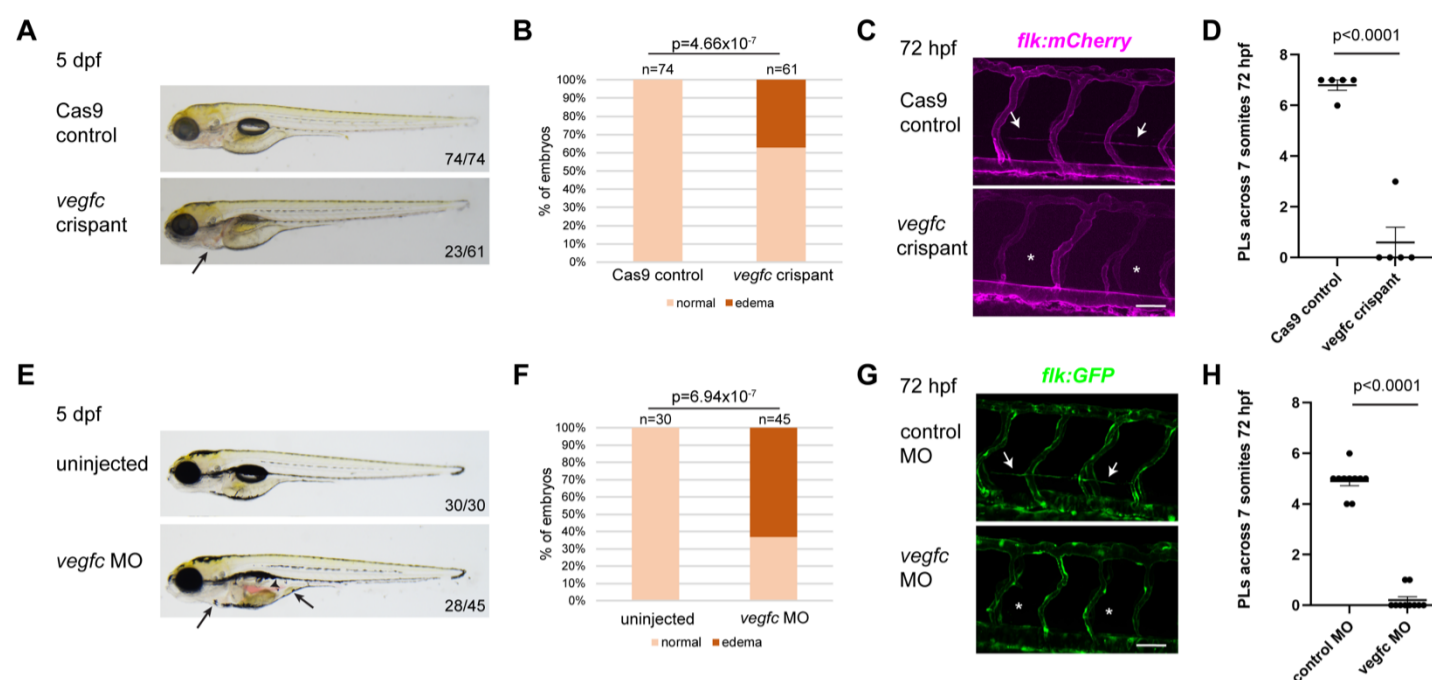 A
5 dpf
Cas9
control
74/74
vegfc
crispant
23/61
B
p=4.66x10-7
n=74
n=61
100%
90%
80%
70%
60%
50%
40%
30%
20%
10%
0%
% of embryos
Cas9 control
vegfc crispant
normal
edema
C
72 hpf
flk:mCherry
Cas9
control
vegfc
crispant
*
*
D
p<0.0001
8
6
4
2
0
PLs across 7 somites 72 hpf
Cas9 control
vegfc crispant
E
5 dpf
uninjected
30/30
vegfc MO
28/45
F
p=6.94x10-7
n=30
n=45
100%
90%
80%
70%
60%
50%
40%
30%
20%
10%
0%
% of embryos
uninjected
vegfc MO
normal
edema
G
72 hpf
flk:GFP
control
MO
vegfc
MO
*
*
H
p<0.0001
8
6
4
2
0
PLs across 7 somites 72 hpf
control MO
vegfc MO